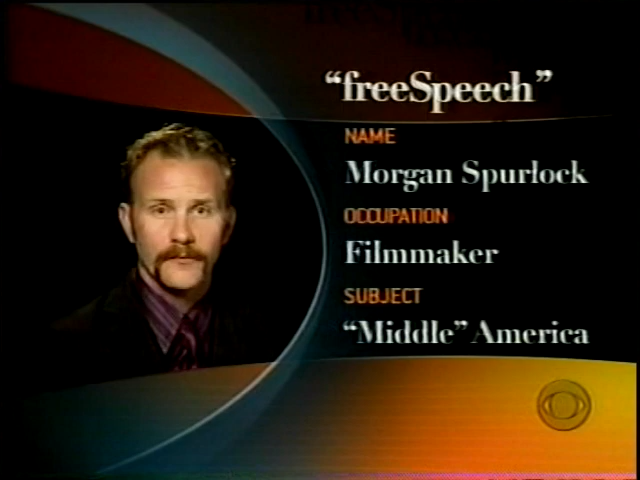 “freeSpeech”
NAME
Morgan Spurlock
OCCUPATION
Filmmaker
SUBJECT
“Middle” America